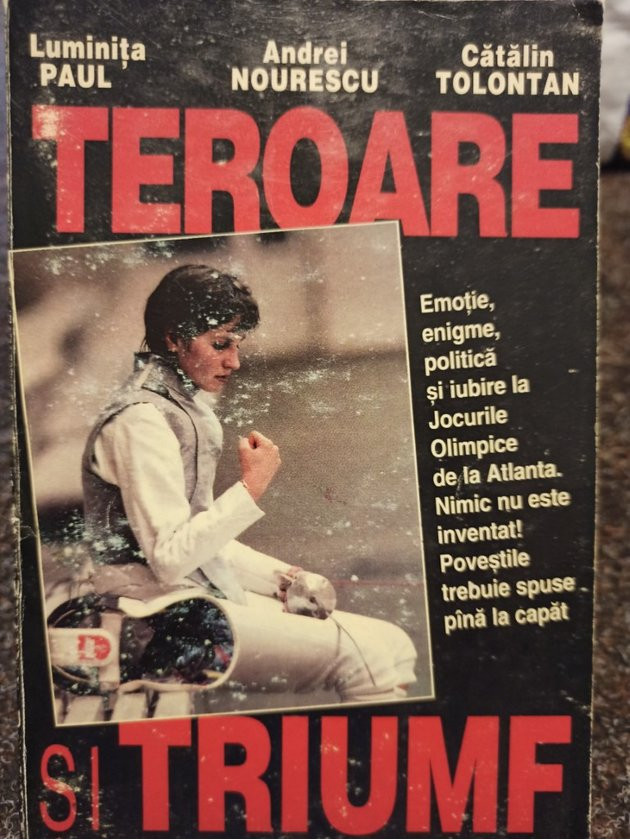 Luminița
PAUL
Andrei
NOURESCU
Cătălin
TOLONTAN
TEROARE
Emoție,
enigme,
politică
și iubire la
Jocurile
Olimpice
de la Atlanta.
Nimic nu este
inventat!
Poveștile
trebuie spuse
pînă la capăt
SI TRIUMF